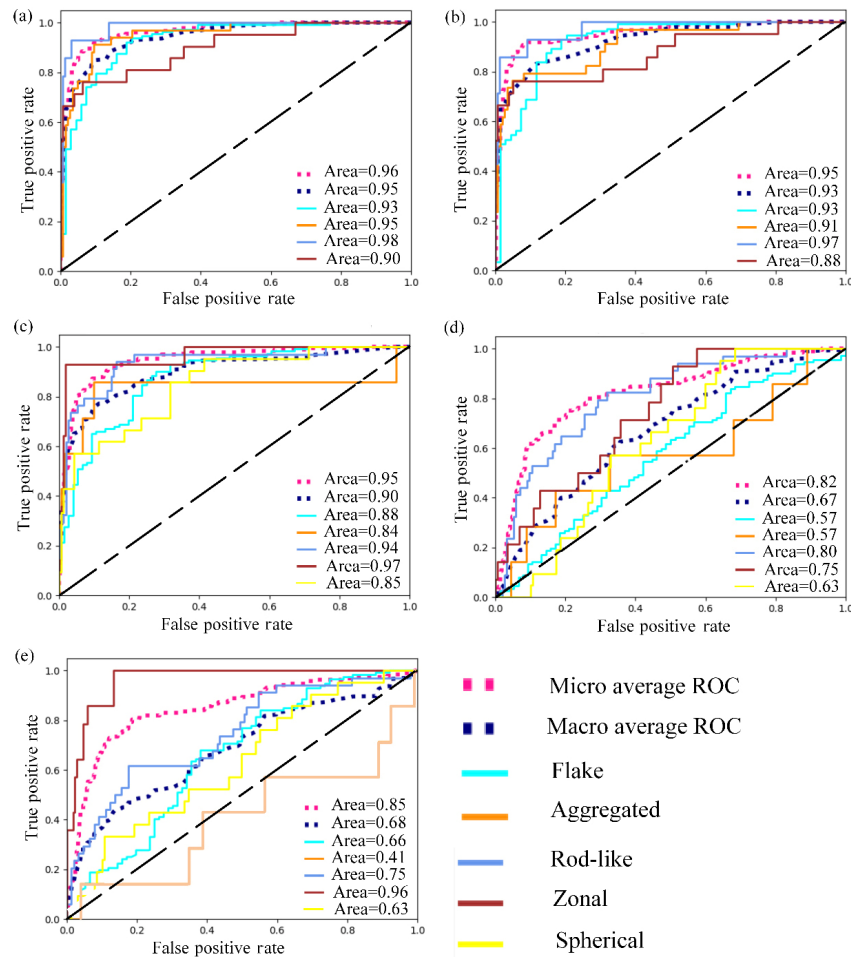 (a)
1.0
0.8
0.6
0.4
0.2
0.0
True positive rate
Area=0.96
Area=0.95
Area=0.93
Area=0.95
Area=0.98
Area=0.90
0.0
0.2
0.4
0.6
0.8
1.0
False positive rate
(b)
1.0
0.8
0.6
0.4
0.2
0.0
True positive rate
Area=0.95
Area=0.93
Area=0.93
Area=0.91
Area=0.97
Area=0.88
0.0
0.2
0.4
0.6
0.8
1.0
False positive rate
(c)
1.0
0.8
0.6
0.4
0.2
0.0
True positive rate
Area=0.95
Area=0.90
Area=0.88
Area=0.84
Area=0.94
Area=0.97
Area=0.85
0.0
0.2
0.4
0.6
0.8
1.0
False positive rate
(d)
1.0
0.8
0.6
0.4
0.2
0.0
True positive rate
Area=0.82
Area=0.67
Area=0.57
Area=0.57
Area=0.80
Area=0.75
Area=0.63
0.0
0.2
0.4
0.6
0.8
1.0
False positive rate
(e)
1.0
0.8
0.6
0.4
0.2
0.0
True positive rate
Area=0.85
Area=0.68
Area=0.66
Area=0.41
Area=0.75
Area=0.96
Area=0.63
0.0
0.2
0.4
0.6
0.8
1.0
False positive rate
Micro average ROC
Macro average ROC
Flake
Aggregated
Rod-like
Zonal
Spherical